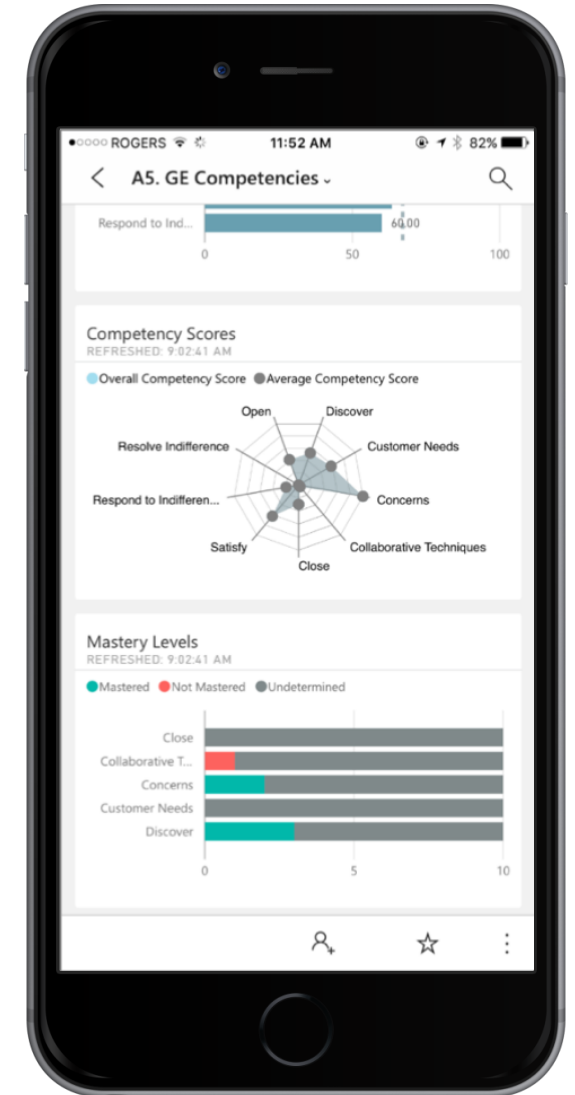 ROGERS 11:52 AM 82%
A5. GE Competencies
Respond to Ind... 60.00
0 50 100
Competency Scores
REFRESHED: 9:02:41 AM
Overall Competency Score Average Competency Score
Open Discover
Resolve Indifference Customer Needs
Respond to Indifferen... Concerns
Satisfy Collaborative Techniques
Close
Mastery Levels
REFRESHED: 9:02:41 AM
Mastered Not Mastered Undetermined
Close
Collaborative T...
Concerns
Customer Needs
Discover
0 5 10